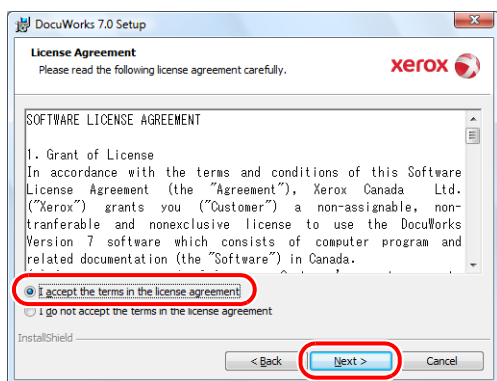 DocuWorks 7.0 Setup
License Agreement
Please read the following license agreement carefully.
xerox
SOFTWARE LICENSE AGREEMENT
1. Grant of License
In accordance with the terms and conditions of this Software
License Agreement (the "Agreement"), Xerox Canada Ltd.
("Xerox") grants you ("Customer") a non-assignable, non-
tranferable and nonexclusive license to use the DocuWorks
Version 7 software which consists of computer program and
related documentation (the "Software") in Canada.
I accept the terms in the license agreement
I do not accept the terms in the license agreement
InstallShield
< Back
Next >
Cancel